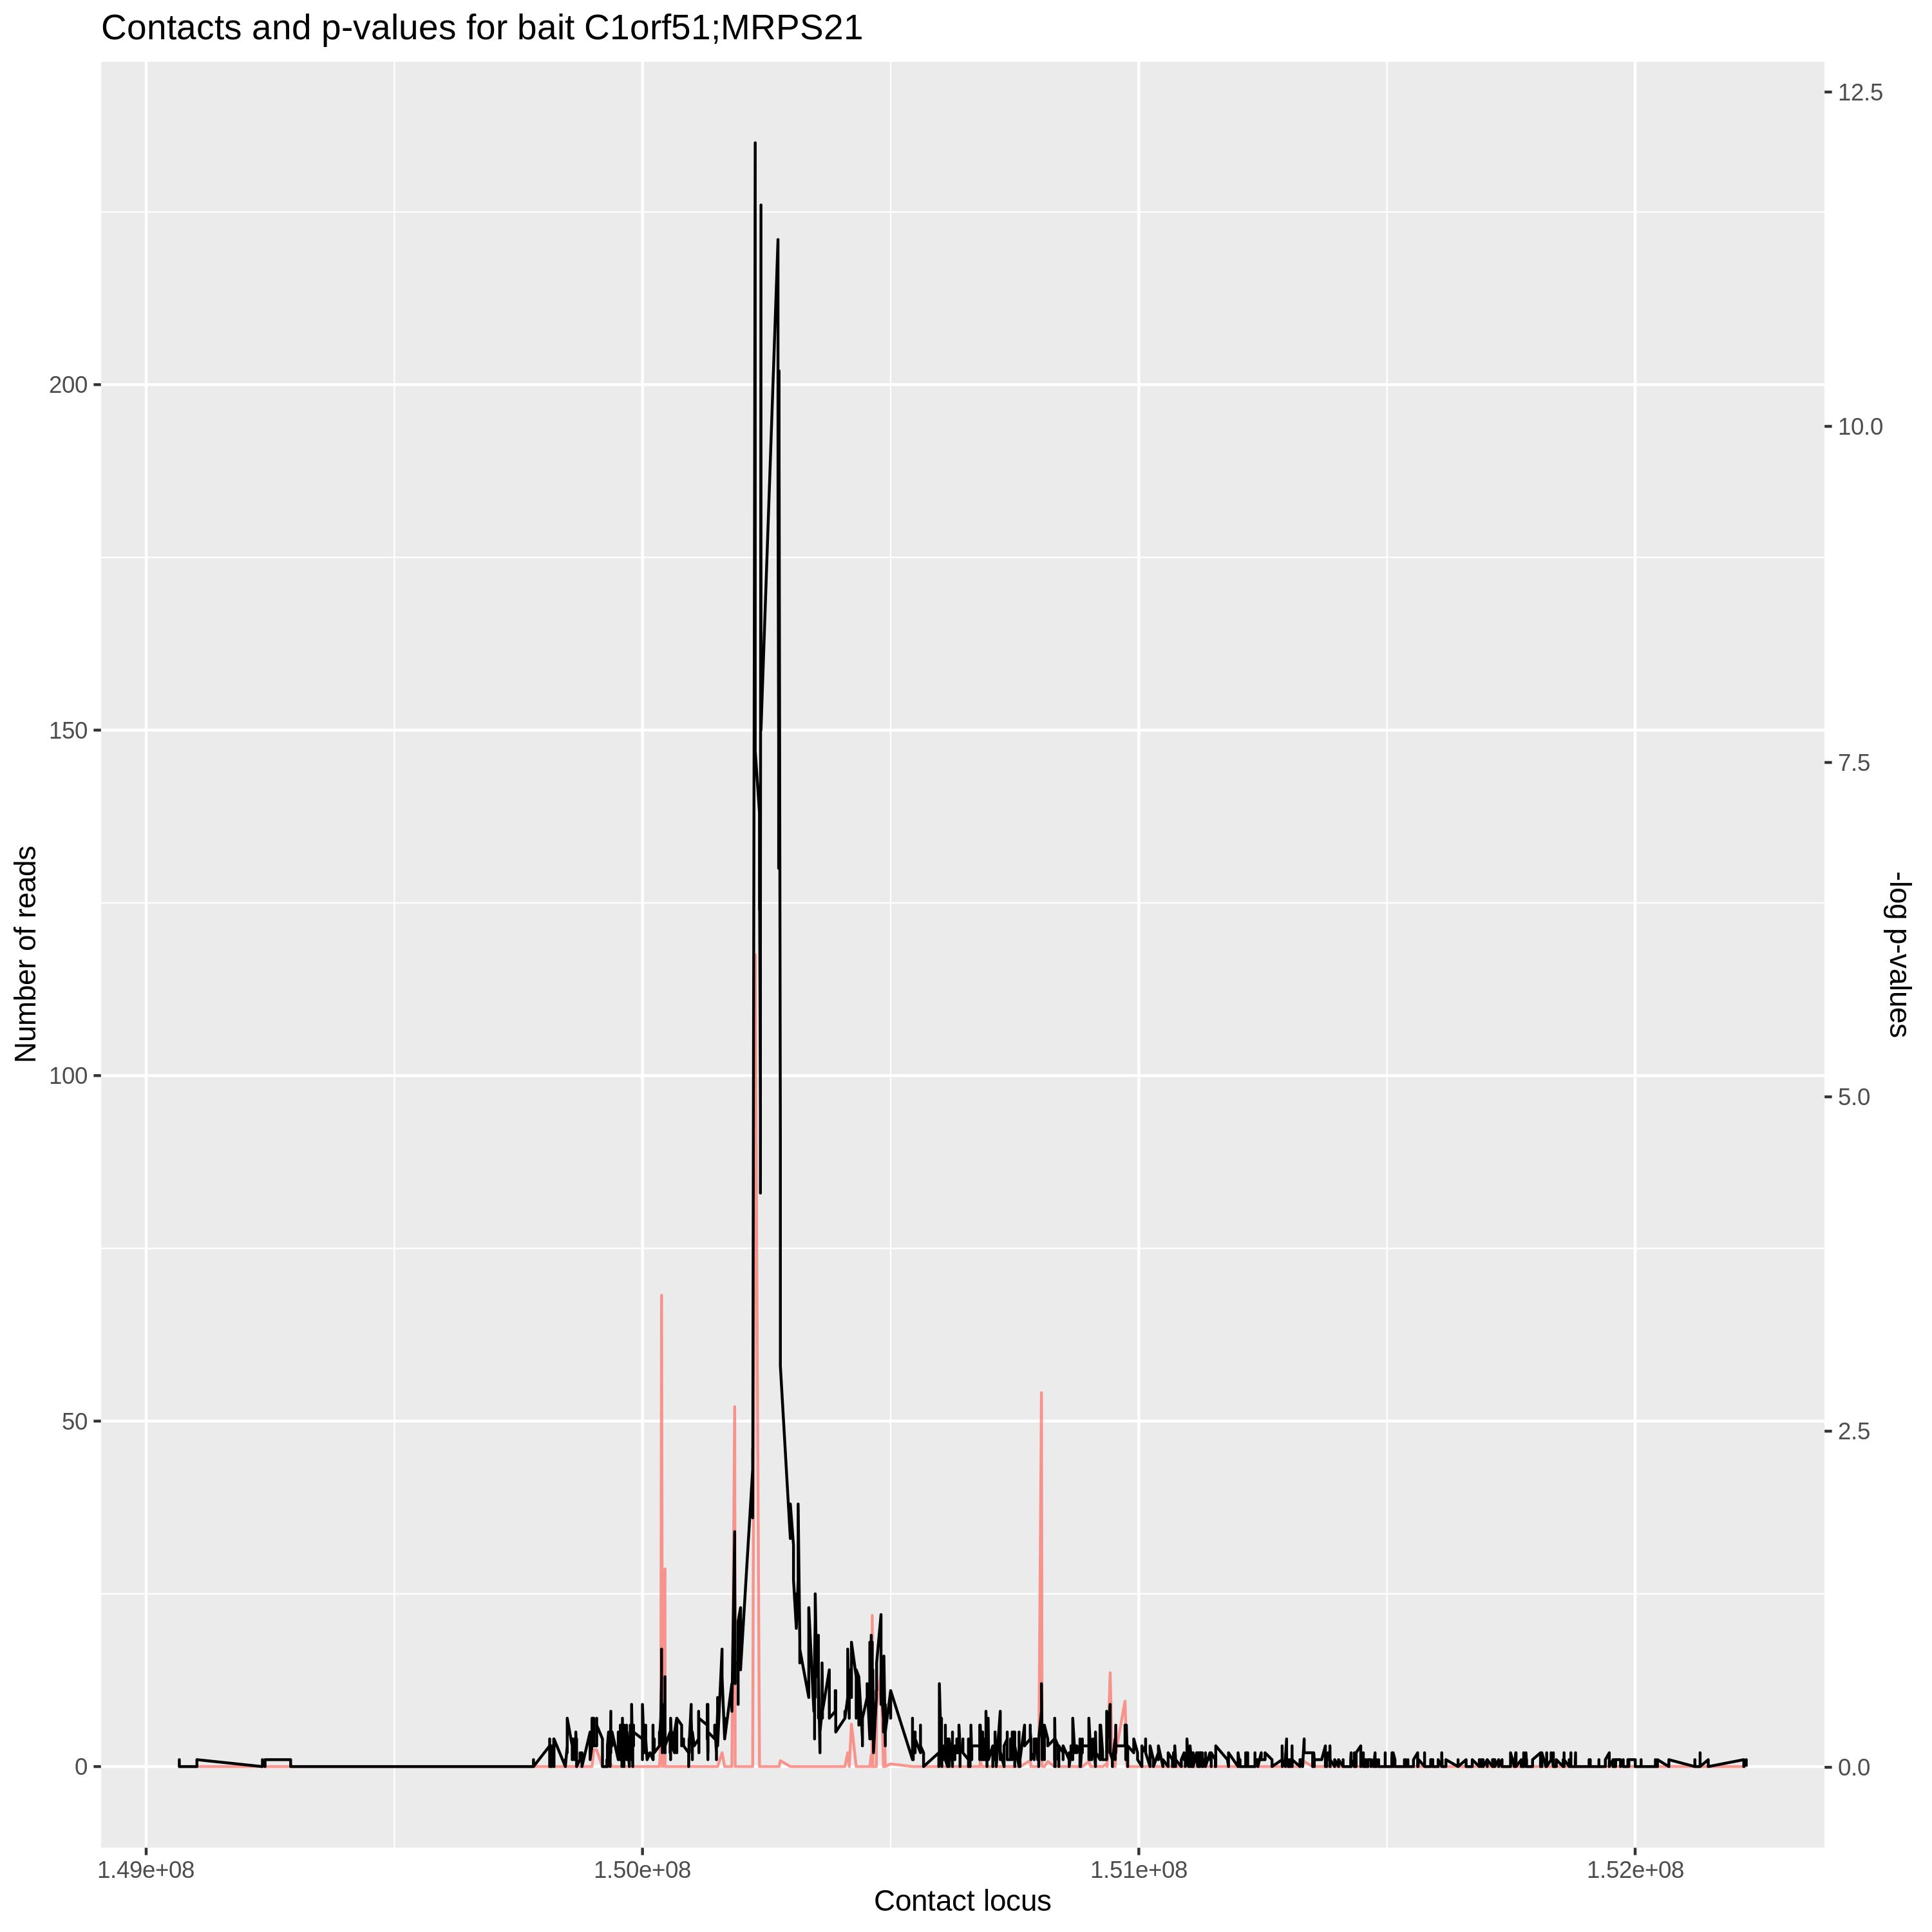 Contacts and p-values for bait C1orf51;MRPS21
Number of reads
200
150
100
50
0
12.5
10.0
7.5
5.0
2.5
0.0
-log p-values
1.49e+08
1.50e+08
1.51e+08
1.52e+08
Contact locus